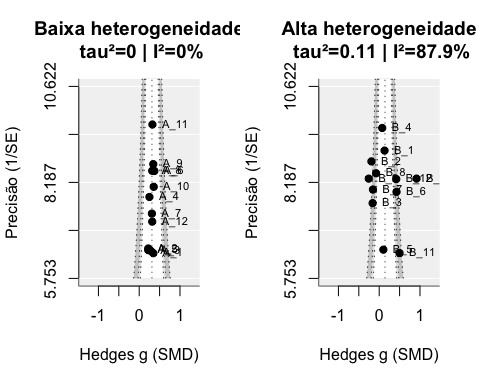 Baixa heterogeneidade
tau²=0 | I²=0%
Precisão (1/SE)
10.622
8.187
5.753
A_11
A_9
A_10
A_4
A_7
A_12
-1
0
1
Hedges g (SMD)
Alta heterogeneidade
tau²=0.11 | I²=87.9%
Precisão (1/SE)
10.622
8.187
5.753
B_4
B_1
B_2
B_8
B_7
B_6
B_3
B_5
B_11
-1
0
1
Hedges g (SMD)